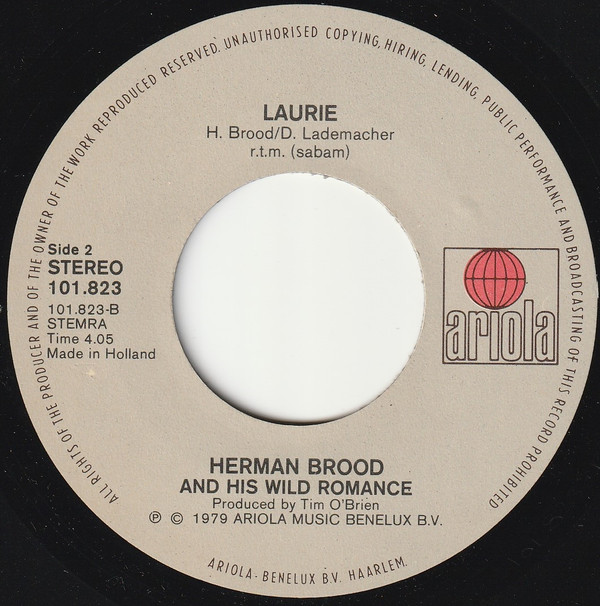 ALL RIGHTS OF THE PRODUCER AND OF THE OWNER OF THE WORK REPRODUCED RESERVED. UNAUTHORISED COPYING, HIRING, LENDING, PUBLIC PERFORMANCE AND BROADCASTING OF THIS RECORD PROHIBITED
LAURIE
H. Brood/D. Lademacher
r.t.m. (sabam)
Side 2
STEREO
101.823
101.823-B
STEMRA
Time 4.05
Made in Holland
ariola
HERMAN BROOD
AND HIS WILD ROMANCE
Produced by Tim O'Brien
℗ © 1979 ARIOLA MUSIC BENELUX B.V.
ARIOLA - BENELUX B.V. HAARLEM.